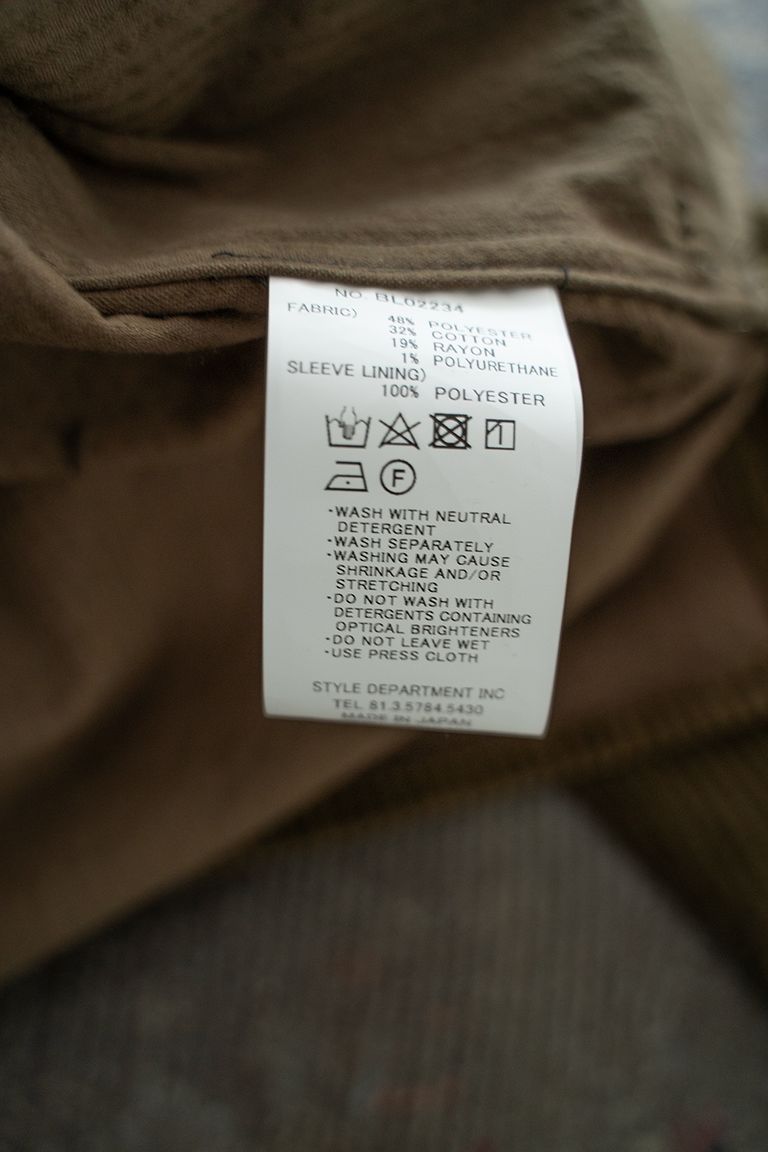 NO. BL02234
FABRIC)
48% POLYESTER
32% COTTON
19% RAYON
1% POLYURETHANE
SLEEVE LINING)
100% POLYESTER
F
·WASH WITH NEUTRAL
DETERGENT
·WASH SEPARATELY
·WASHING MAY CAUSE
SHRINKAGE AND/OR
STRETCHING
·DO NOT WASH WITH
DETERGENTS CONTAINING
OPTICAL BRIGHTENERS
·DO NOT LEAVE WET
·USE PRESS CLOTH
STYLE DEPARTMENT INC
TEL 81.3.5784.5430
MADE IN JAPAN